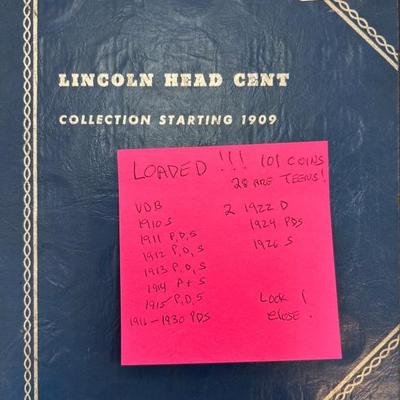 LINCOLN HEAD CENT
COLLECTION STARTING 1909
LOADED !!! 101 COINS
28 ARE TEENS!
VDB
1910 S
1911 P,D,S
1912 P,D,S
1913 P,D,S
1914 P+S
1915 P,D,S
1916-1930 PDS
2 1922 D
1924 PDS
1926 S
Look !
close !